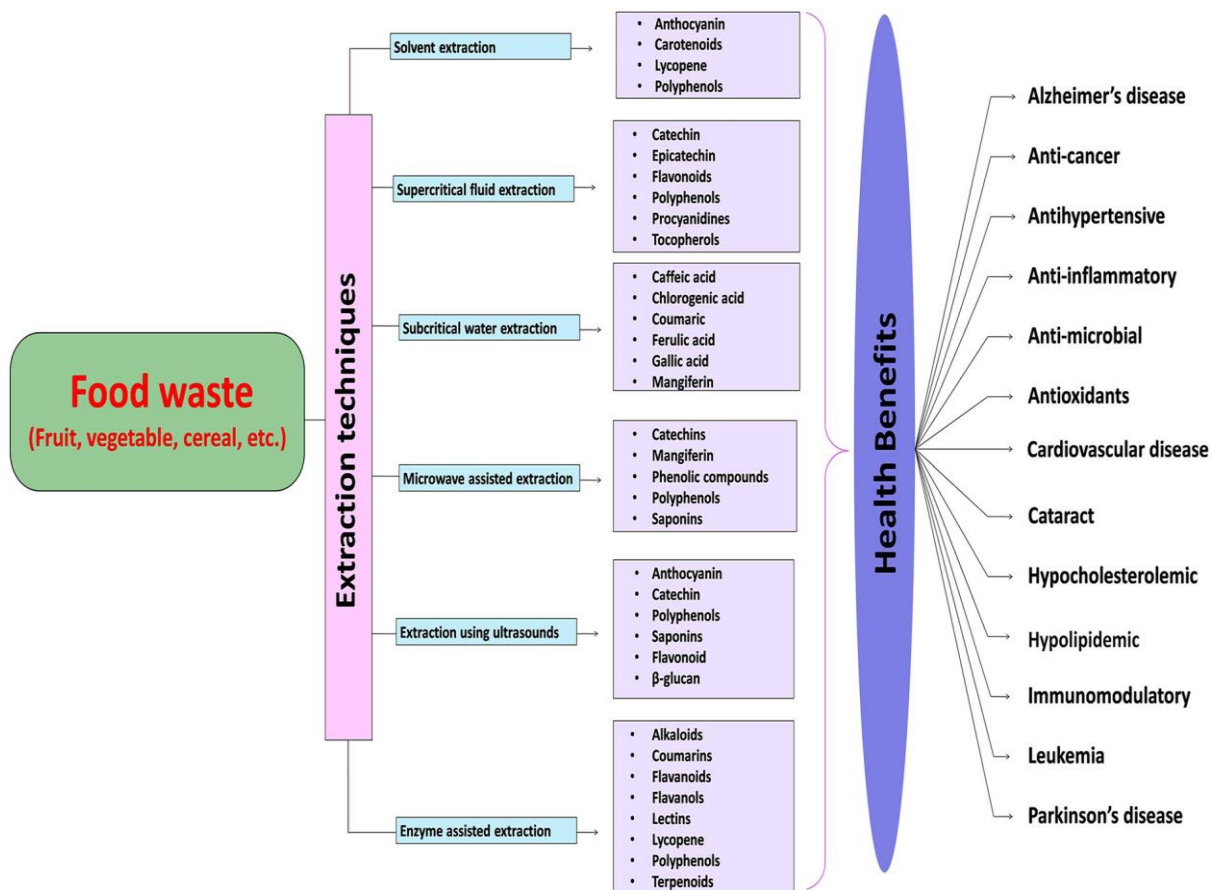 Food waste
(Fruit, vegetable, cereal, etc.)
Extraction techniques
Solvent extraction
• Anthocyanin
• Carotenoids
• Lycopene
• Polyphenols
Supercritical fluid extraction
• Catechin
• Epicatechin
• Flavonoids
• Polyphenols
• Procyanidines
• Tocopherols
Subcritical water extraction
• Caffeic acid
• Chlorogenic acid
• Coumaric
• Ferulic acid
• Gallic acid
• Mangiferin
Microwave assisted extraction
• Catechins
• Mangiferin
• Phenolic compounds
• Polyphenols
• Saponins
Extraction using ultrasounds
• Anthocyanin
• Catechin
• Polyphenols
• Saponins
• Flavonoid
• β-glucan
Enzyme assisted extraction
• Alkaloids
• Coumarins
• Flavanoids
• Flavanols
• Lectins
• Lycopene
• Polyphenols
• Terpenoids
Health Benefits
Alzheimer's disease
Anti-cancer
Antihypertensive
Anti-inflammatory
Anti-microbial
Antioxidants
Cardiovascular disease
Cataract
Hypocholesterolemic
Hypolipidemic
Immunomodulatory
Leukemia
Parkinson's disease